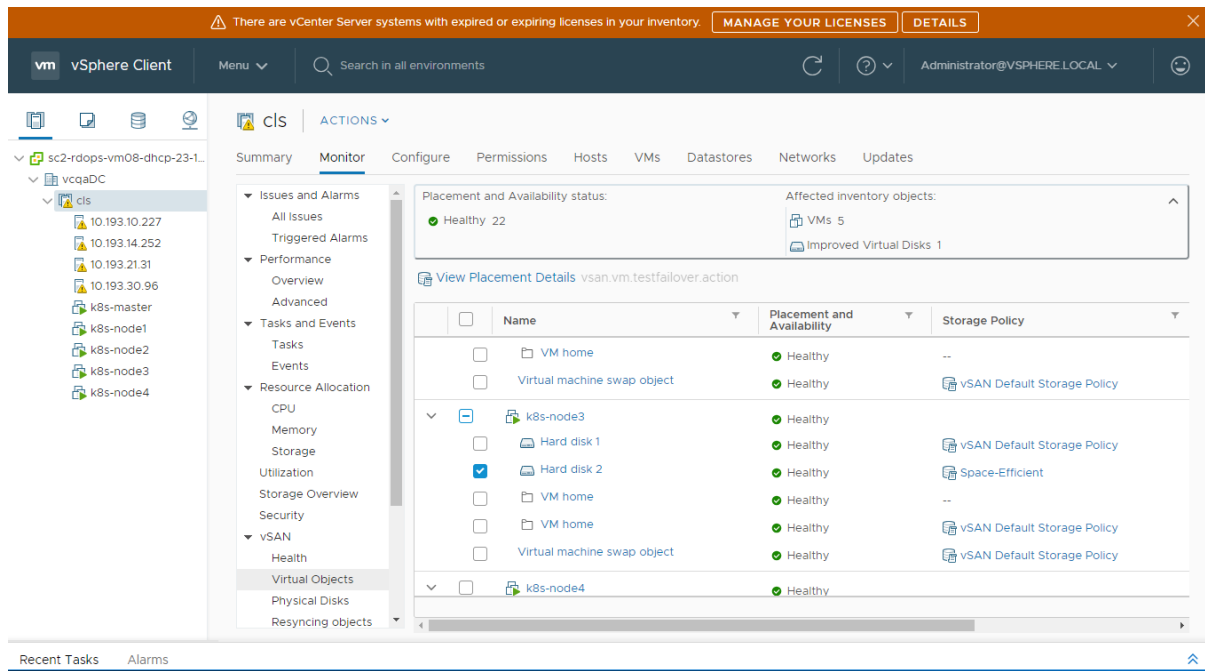 There are vCenter Server systems with expired or expiring licenses in your inventory. MANAGE YOUR LICENSES DETAILS
vm vSphere Client Menu Search in all environments Administrator@VSPHERE.LOCAL
cls ACTIONS
Summary Monitor Configure Permissions Hosts VMs Datastores Networks Updates
sc2-rdops-vm08-dhcp-23-1...
vcqaDC
cls
10.193.10.227
10.193.14.252
10.193.21.31
10.193.30.96
k8s-master
k8s-node1
k8s-node2
k8s-node3
k8s-node4
Issues and Alarms
All Issues
Triggered Alarms
Performance
Overview
Advanced
Tasks and Events
Tasks
Events
Resource Allocation
CPU
Memory
Storage
Utilization
Storage Overview
Security
vSAN
Health
Virtual Objects
Physical Disks
Resyncing objects
Placement and Availability status: Affected inventory objects:
Healthy 22 VMs 5
Improved Virtual Disks 1
View Placement Details vsan.vm.testfailover.action
Name Placement and Availability Storage Policy
VM home Healthy --
Virtual machine swap object Healthy vSAN Default Storage Policy
k8s-node3 Healthy
Hard disk 1 Healthy vSAN Default Storage Policy
Hard disk 2 Healthy Space-Efficient
VM home Healthy --
VM home Healthy vSAN Default Storage Policy
Virtual machine swap object Healthy vSAN Default Storage Policy
k8s-node4 Healthy
Recent Tasks Alarms